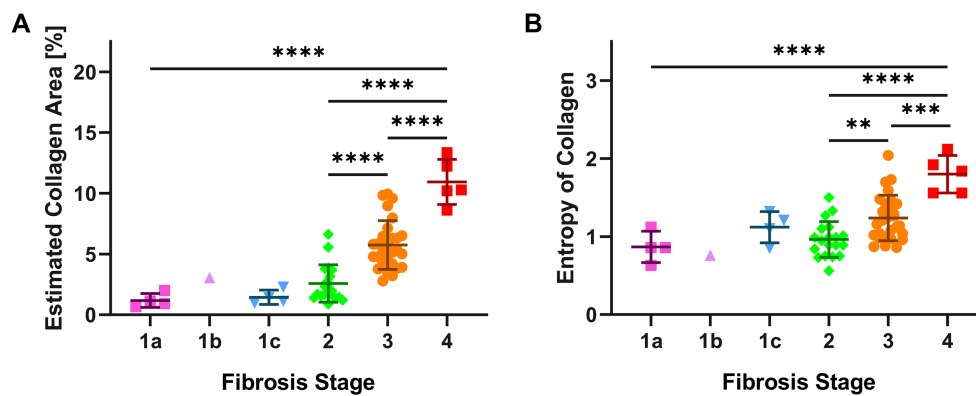 A
Estimated Collagen Area [%]
20
15
10
5
0
****
****
****
****
1a 1b 1c 2 3 4
Fibrosis Stage
B
Entropy of Collagen
3
2
1
0
****
****
***
**
1a 1b 1c 2 3 4
Fibrosis Stage